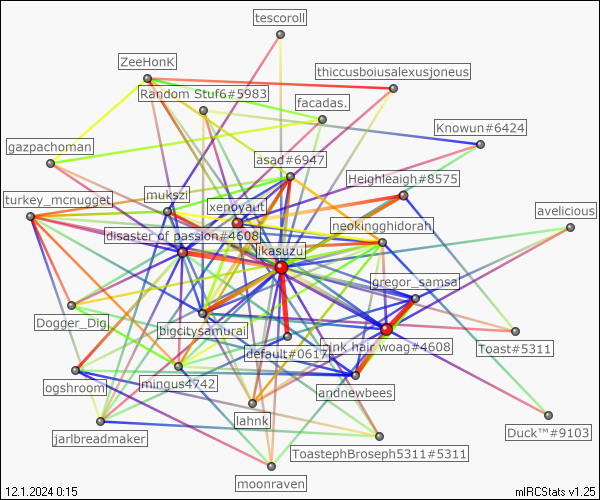 tescoroll
ZeeHonK
thiccusboiusalexusjoneus
Random Stuf6#5983
facadas.
Knowun#6424
gazpachoman
asad#6947
Heighleaigh#8575
turkey_mcnugget
mukszi
xenoyaut
avelicious
neokingghidorah
disaster of passion#4608
likasuzu
gregor_samsa
Dogger_Dig
bigcitysamurai
default#0617
pink hair woag#4608
Toast#5311
ogshroom
mingus4742
andnewbees
lahnk
Duck™#9103
jarlbreadmaker
ToastephBroseph5311#5311
moonraven
12.1.2024 0:15
mIRCStats v1.25